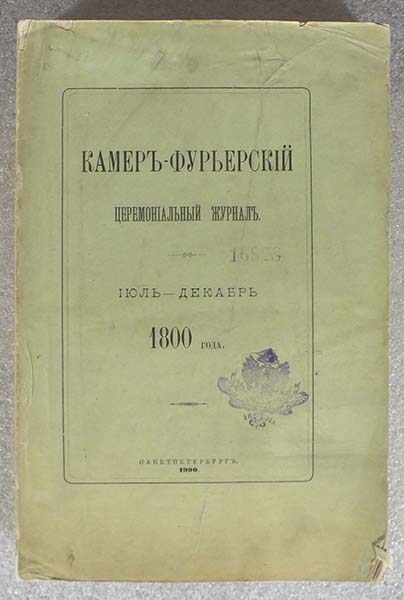 КАМЕРЪ-ФУРЬЕРСКІЙ
ЦЕРЕМОНІАЛЬНЫЙ ЖУРНАЛЪ.
ІЮЛЬ—ДЕКАБРЬ
1800 ГОДА.
САНКТПЕТЕРБУРГЪ.
1900.